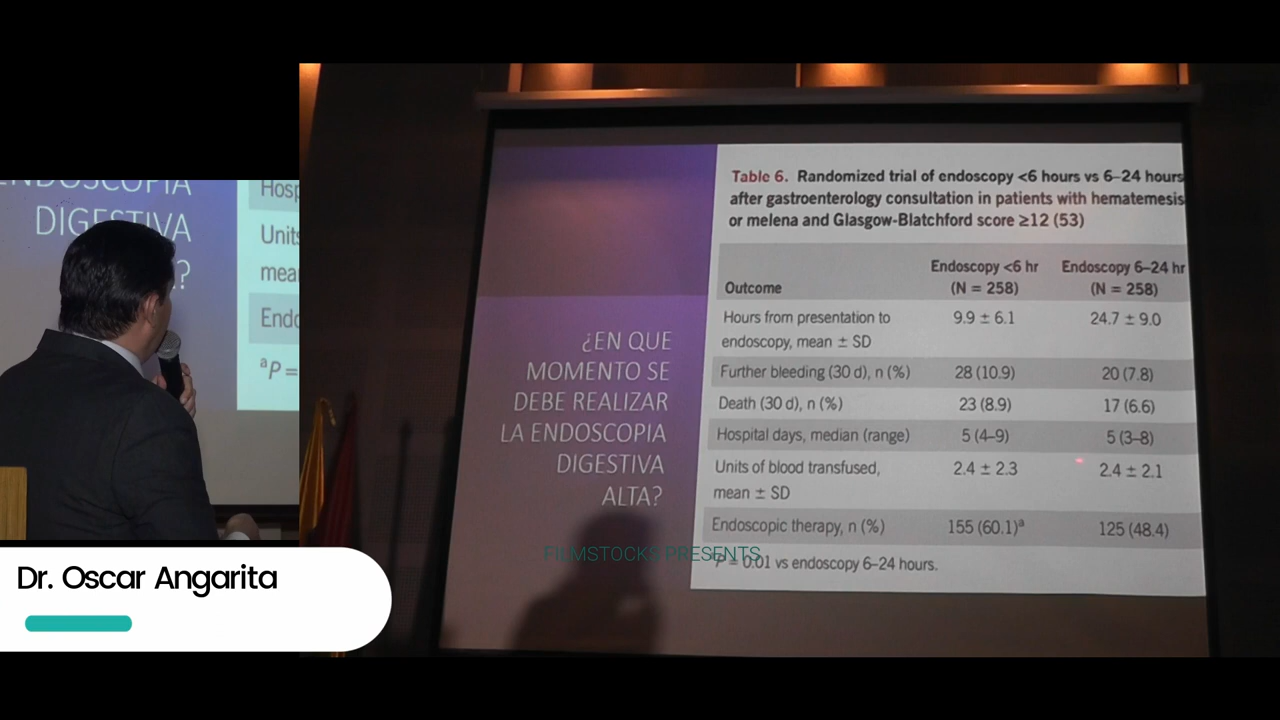 ENDOSCOPIA
DIGESTIVA
?
Hosp
Units
mea
Endo
ᵃP =
Dr. Oscar Angarita
¿EN QUE
MOMENTO SE
DEBE REALIZAR
LA ENDOSCOPIA
DIGESTIVA
ALTA?
FILMSTOCKS PRESENTS
Table 6. Randomized trial of endoscopy <6 hours vs 6–24 hours
after gastroenterology consultation in patients with hematemesis
or melena and Glasgow-Blatchford score ≥12 (53)
Outcome Endoscopy <6 hr (N = 258) Endoscopy 6–24 hr (N = 258)
Hours from presentation to 9.9 ± 6.1 24.7 ± 9.0
endoscopy, mean ± SD
Further bleeding (30 d), n (%) 28 (10.9) 20 (7.8)
Death (30 d), n (%) 23 (8.9) 17 (6.6)
Hospital days, median (range) 5 (4–9) 5 (3–8)
Units of blood transfused, 2.4 ± 2.3 2.4 ± 2.1
mean ± SD
Endoscopic therapy, n (%) 155 (60.1)ᵃ 125 (48.4)
P = 0.01 vs endoscopy 6–24 hours.